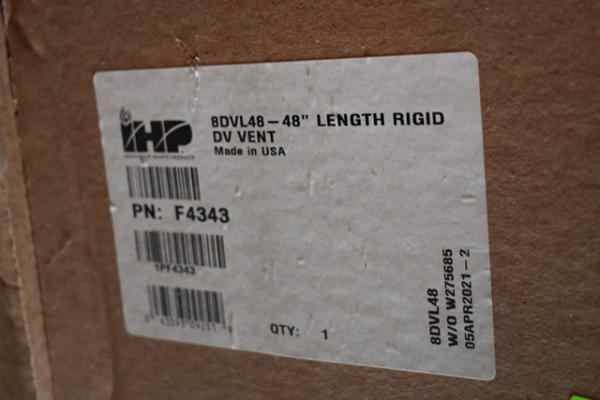 IHP
8DVL48-48" LENGTH RIGID
DV VENT
Made in USA
PN: F4343
1PF4343
QTY: 1
8DVL48
W/O W275685
05APR2021-2